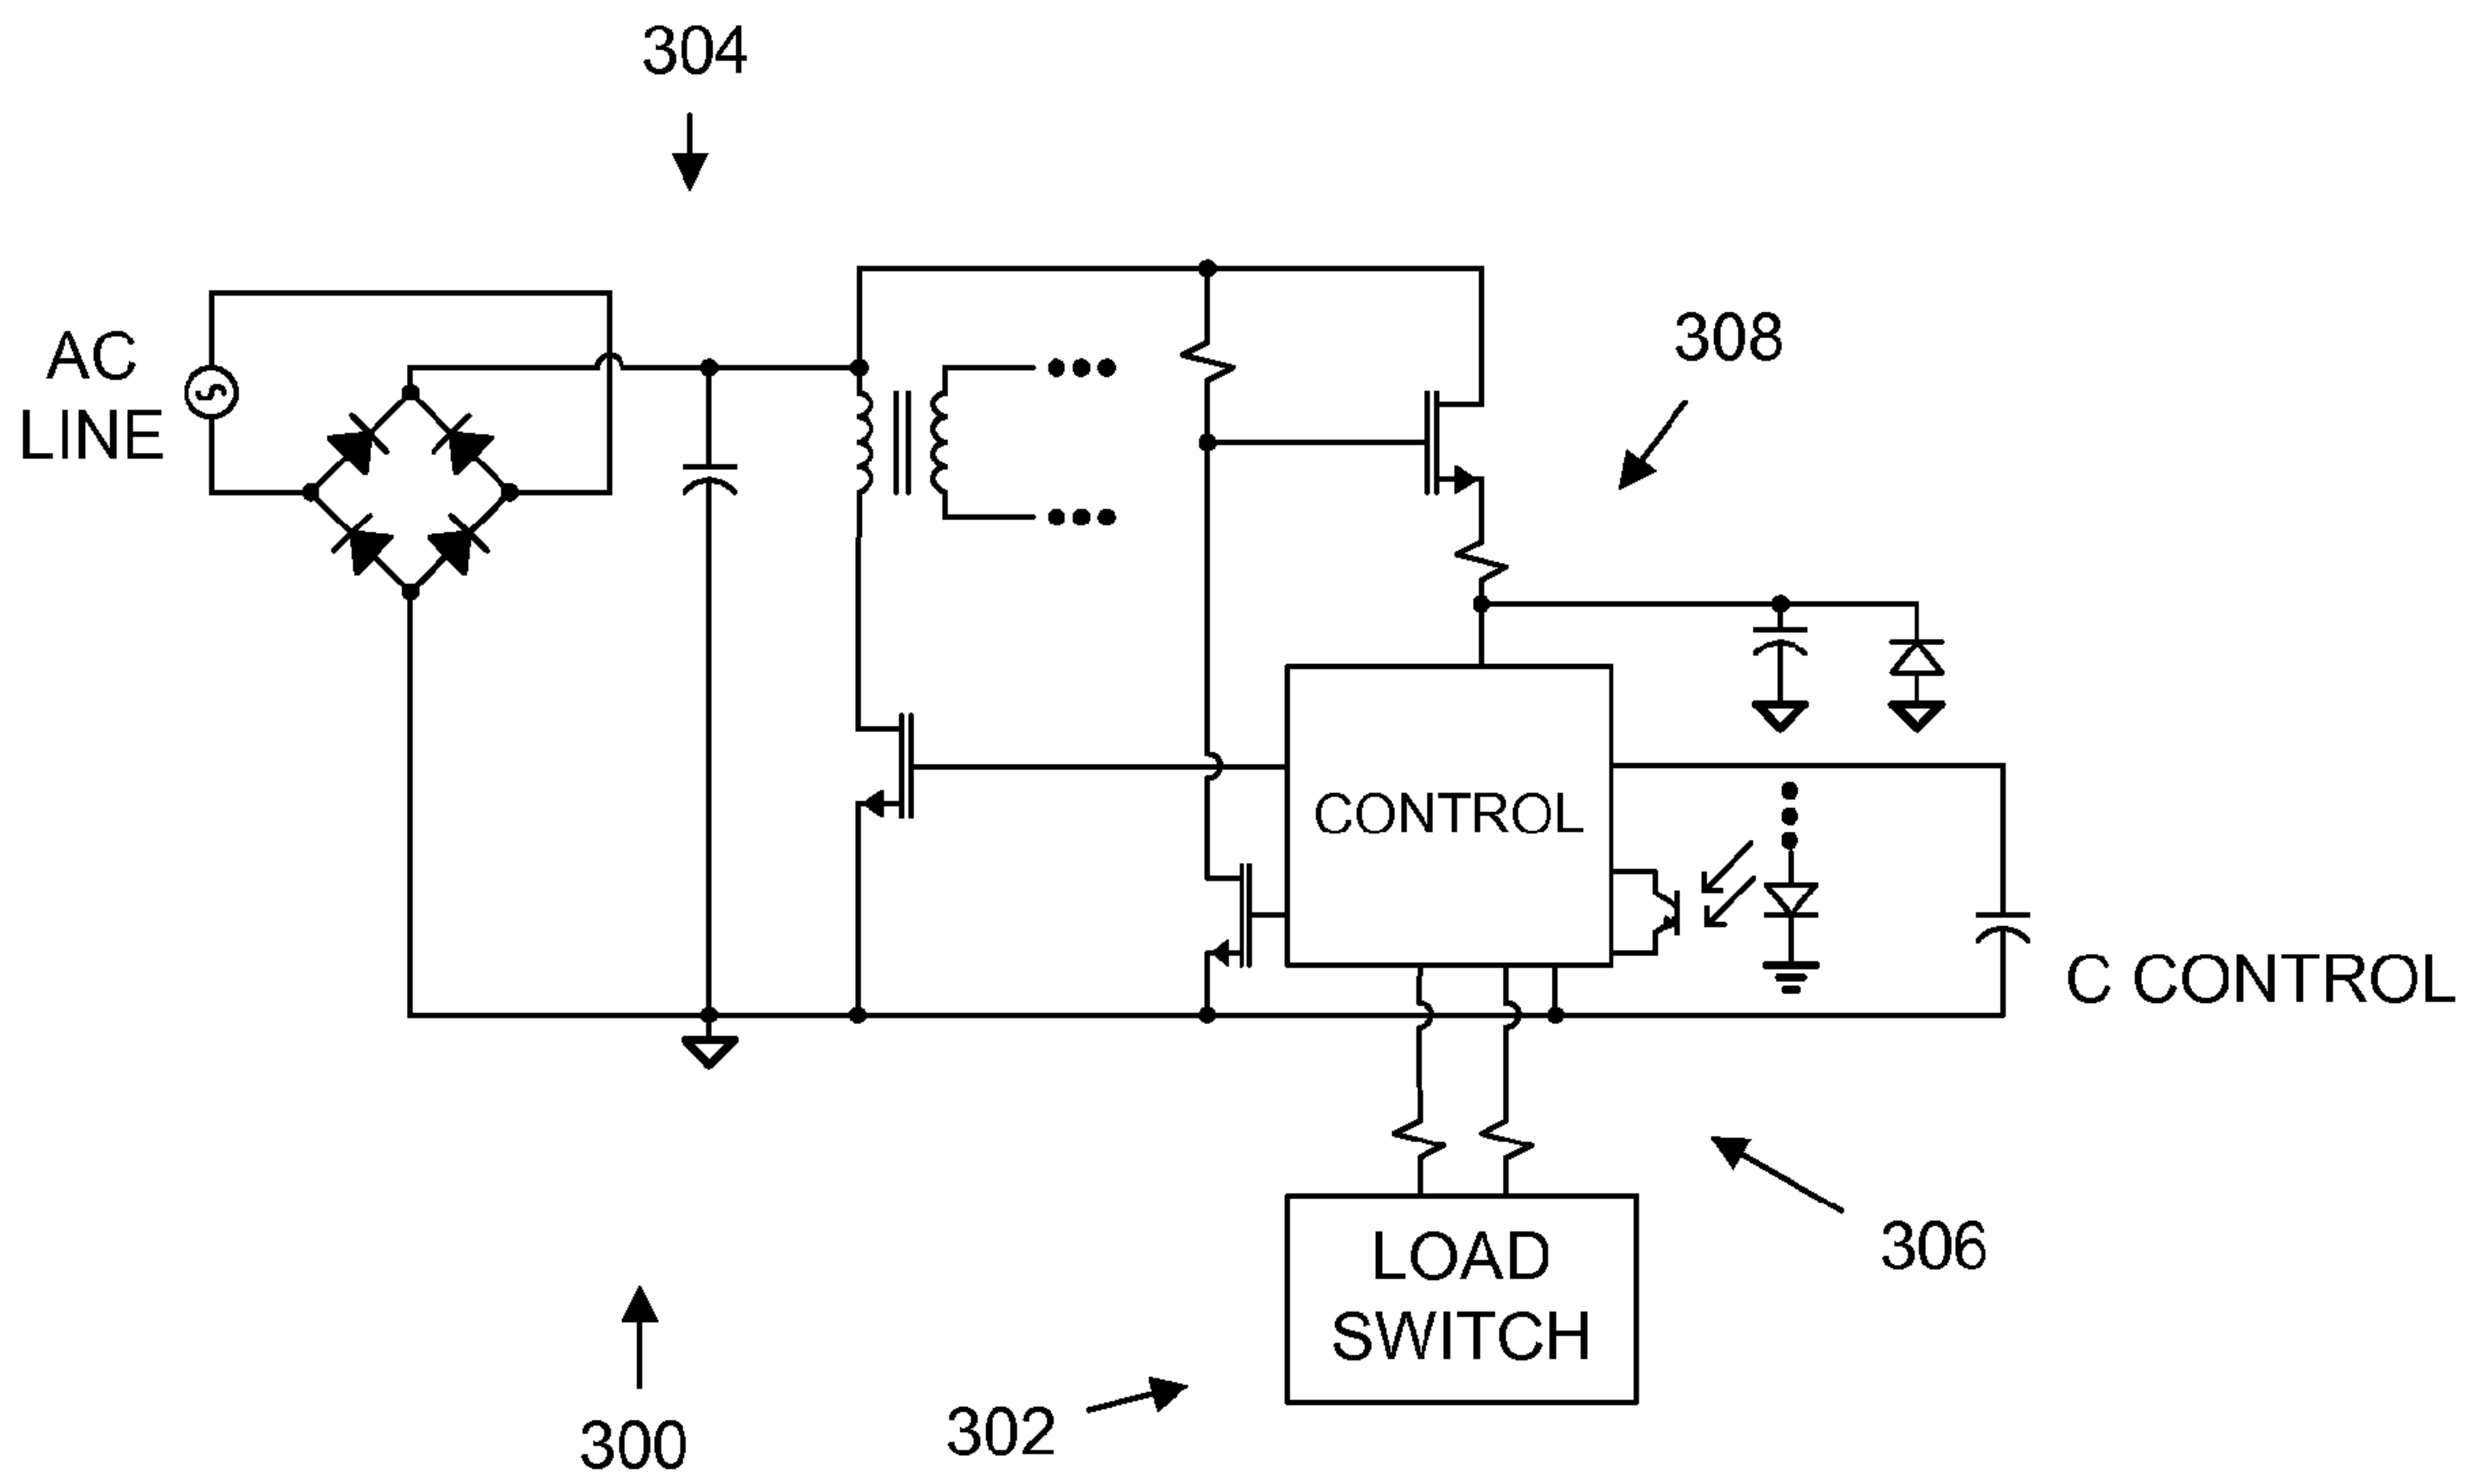 304
308
AC
LINE
CONTROL
C CONTROL
306
LOAD
SWITCH
302
300